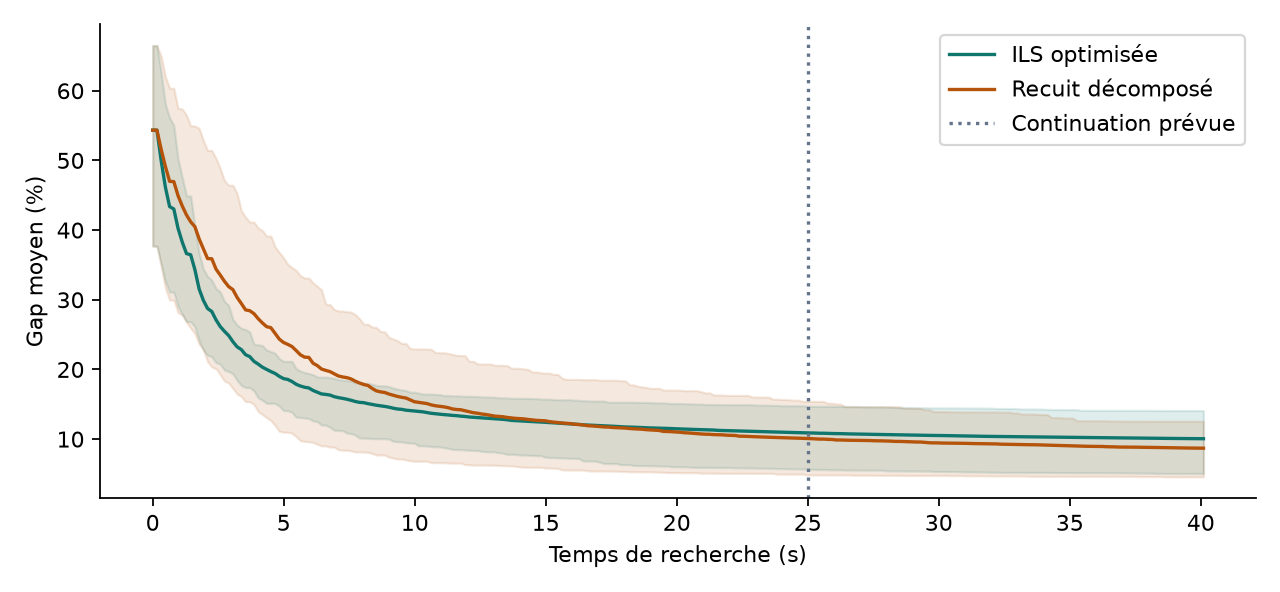 ILS optimisée
Recuit décomposé
Continuation prévue
Gap moyen (%)
60
50
40
30
20
10
0 5 10 15 20 25 30 35 40
Temps de recherche (s)